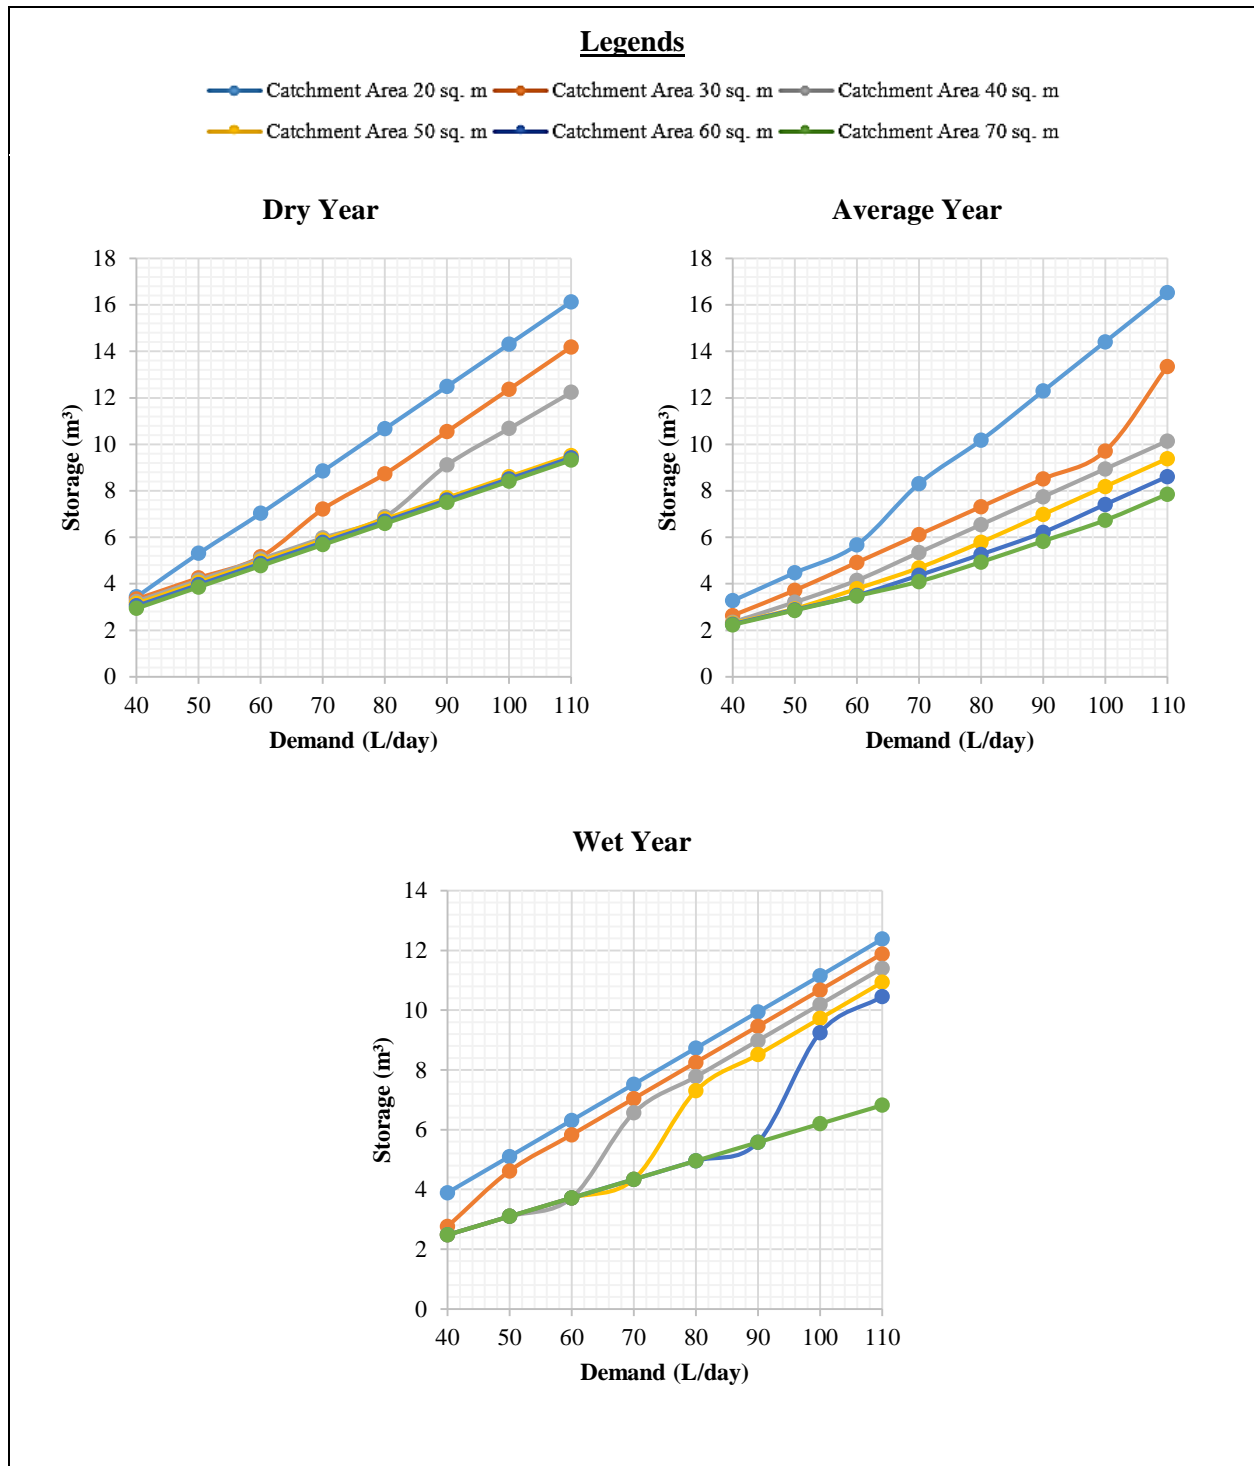 Legends
Catchment Area 20 sq. m Catchment Area 30 sq. m Catchment Area 40 sq. m
Catchment Area 50 sq. m Catchment Area 60 sq. m Catchment Area 70 sq. m
Dry Year
18
16
14
12
10
8
6
4
2
0
Storage (m³)
40 50 60 70 80 90 100 110
Demand (L/day)
Average Year
18
16
14
12
10
8
6
4
2
0
Storage (m³)
40 50 60 70 80 90 100 110
Demand (L/day)
Wet Year
14
12
10
8
6
4
2
0
Storage (m³)
40 50 60 70 80 90 100 110
Demand (L/day)